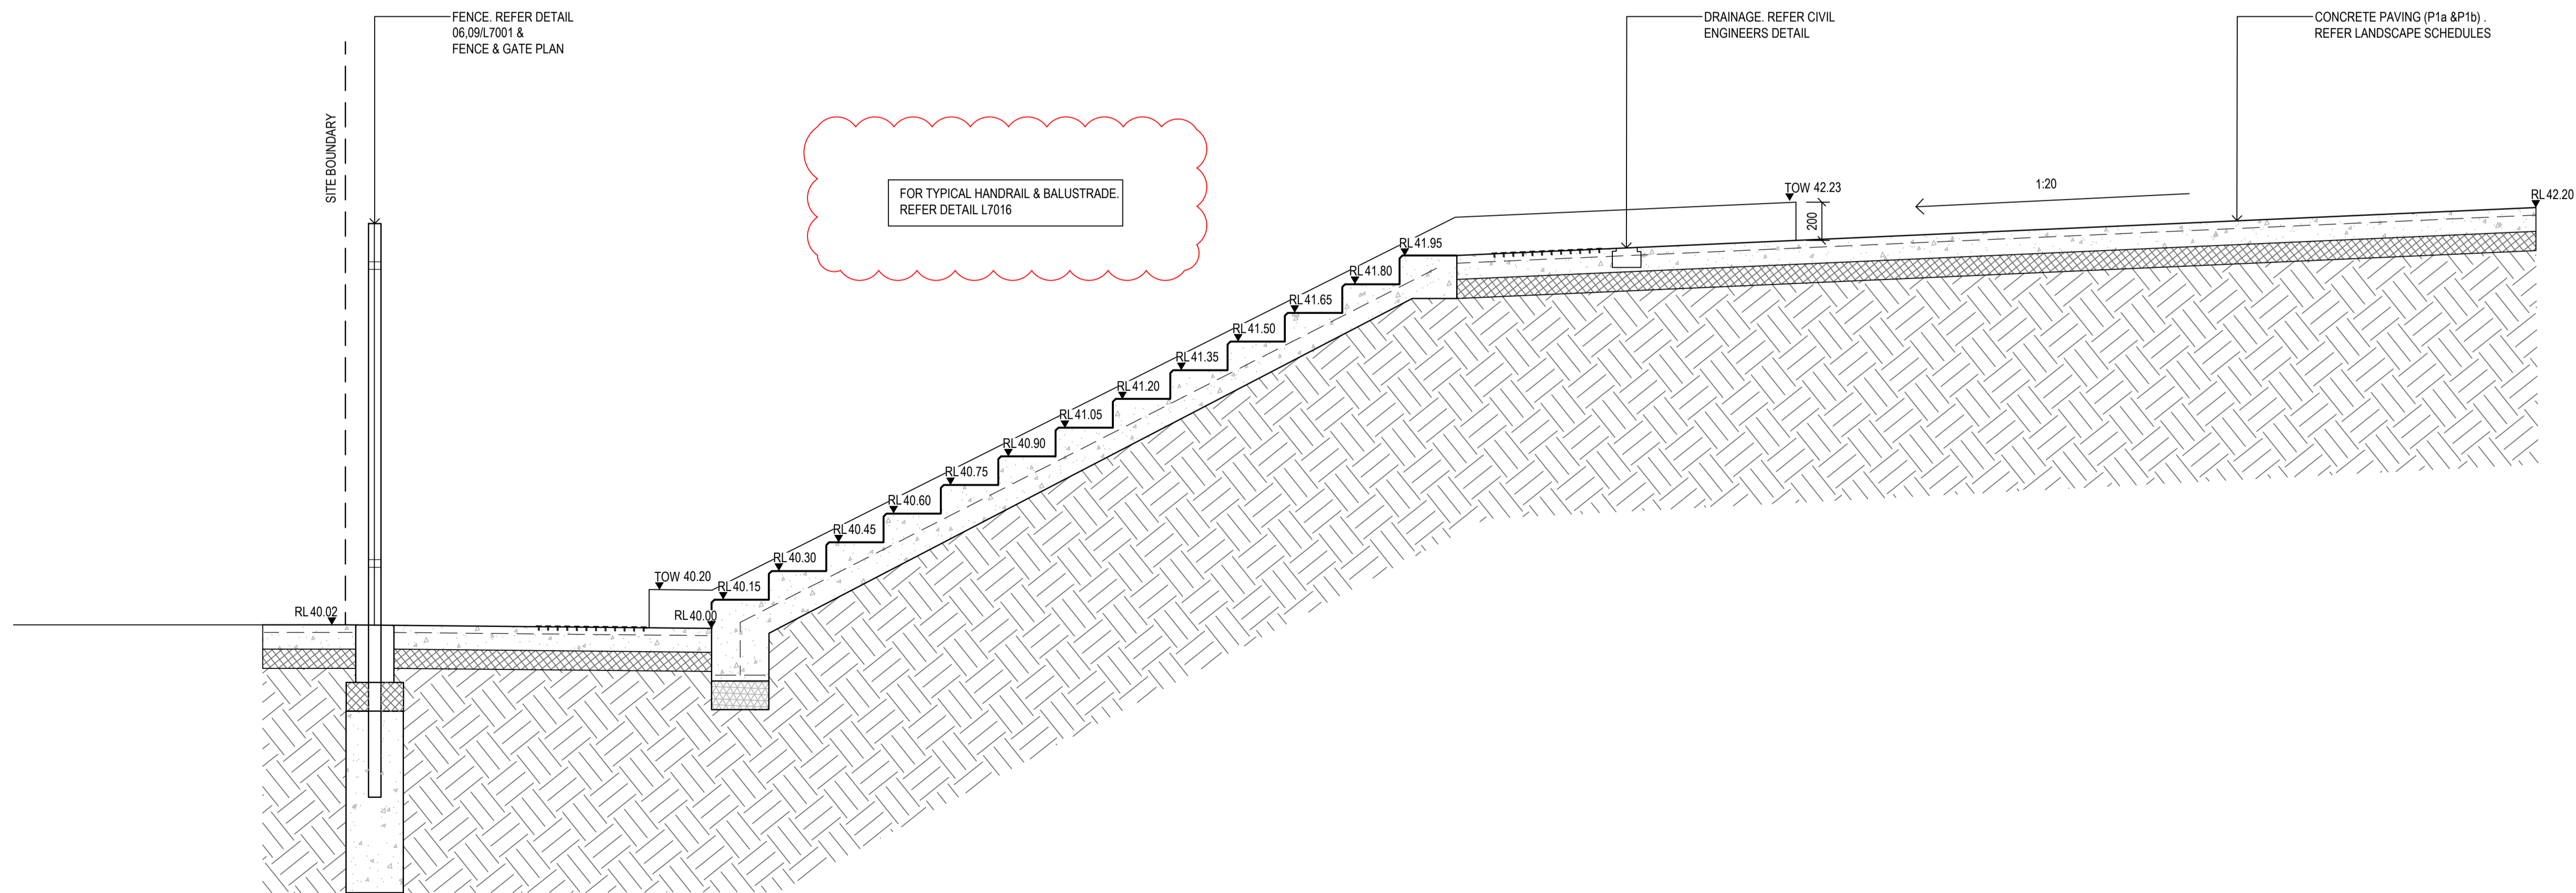 FENCE. REFER DETAIL
06,09/L7001 &
FENCE & GATE PLAN
DRAINAGE. REFER CIVIL
ENGINEERS DETAIL
CONCRETE PAVING (P1a &P1b) .
REFER LANDSCAPE SCHEDULES
SITE BOUNDARY
FOR TYPICAL HANDRAIL & BALUSTRADE.
REFER DETAIL L7016
TOW 42.23
200
1:20
RL 42.20
RL 41.95
RL 41.80
RL 41.65
RL 41.50
RL 41.35
RL 41.20
RL 41.05
RL 40.90
RL 40.75
RL 40.60
RL 40.45
RL 40.30
TOW 40.20
RL 40.15
RL 40.02
RL 40.00